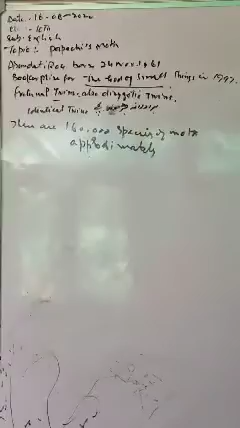 Date: 16-08-2022
Cl: - 10th
Sub: English
Topic: papachi's moth
Arundati Roy born 24 Nov. 1961
Booker prize for The God of Small Things in 1997.
Fraternal Twins, also dizygotic Twins.
Identical Twins
There are 160,000 species of moth
approximately